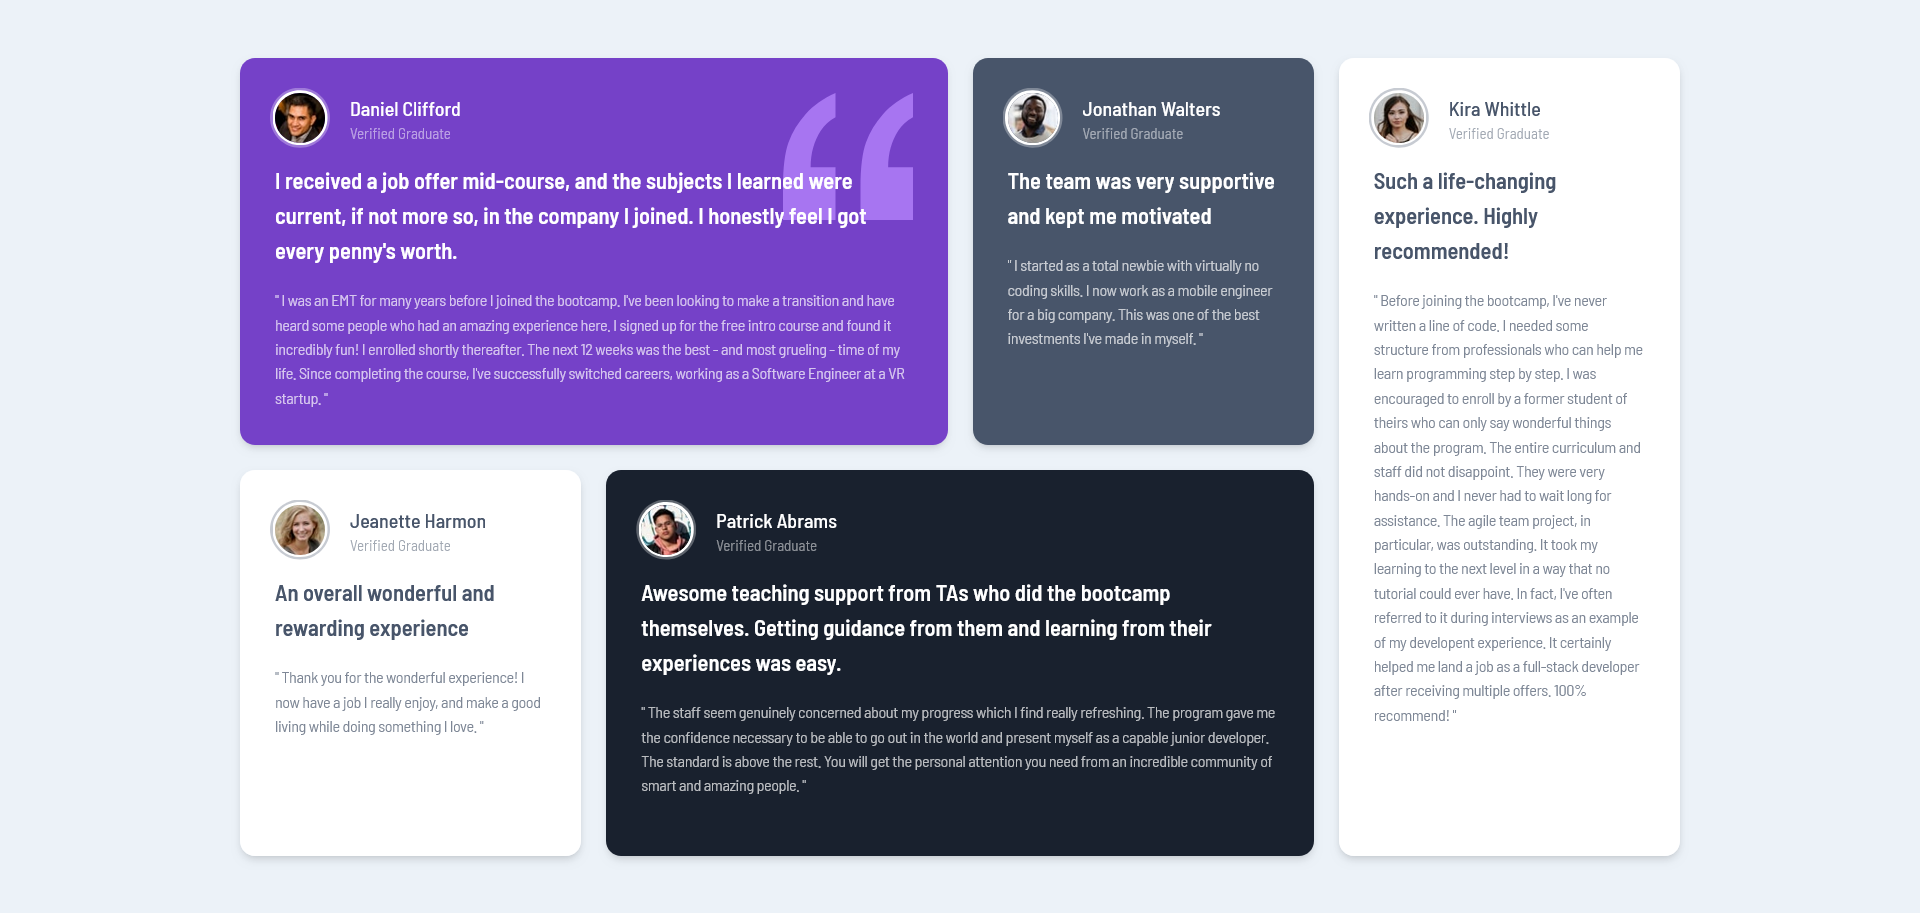 Daniel Clifford
Verified Graduate
I received a job offer mid-course, and the subjects I learned were
current, if not more so, in the company I joined. I honestly feel I got
every penny's worth.
" I was an EMT for many years before I joined the bootcamp. I've been looking to make a transition and have
heard some people who had an amazing experience here. I signed up for the free intro course and found it
incredibly fun! I enrolled shortly thereafter. The next 12 weeks was the best - and most grueling - time of my
life. Since completing the course, I've successfully switched careers, working as a Software Engineer at a VR
startup. "
Jonathan Walters
Verified Graduate
The team was very supportive
and kept me motivated
" I started as a total newbie with virtually no
coding skills. I now work as a mobile engineer
for a big company. This was one of the best
investments I've made in myself. "
Kira Whittle
Verified Graduate
Such a life-changing
experience. Highly
recommended!
" Before joining the bootcamp, I've never
written a line of code. I needed some
structure from professionals who can help me
learn programming step by step. I was
encouraged to enroll by a former student of
theirs who can only say wonderful things
about the program. The entire curriculum and
staff did not disappoint. They were very
hands-on and I never had to wait long for
assistance. The agile team project, in
particular, was outstanding. It took my
learning to the next level in a way that no
tutorial could ever have. In fact, I've often
referred to it during interviews as an example
of my developent experience. It certainly
helped me land a job as a full-stack developer
after receiving multiple offers. 100%
recommend! "
Jeanette Harmon
Verified Graduate
An overall wonderful and
rewarding experience
" Thank you for the wonderful experience! I
now have a job I really enjoy, and make a good
living while doing something I love. "
Patrick Abrams
Verified Graduate
Awesome teaching support from TAs who did the bootcamp
themselves. Getting guidance from them and learning from their
experiences was easy.
" The staff seem genuinely concerned about my progress which I find really refreshing. The program gave me
the confidence necessary to be able to go out in the world and present myself as a capable junior developer.
The standard is above the rest. You will get the personal attention you need from an incredible community of
smart and amazing people. "